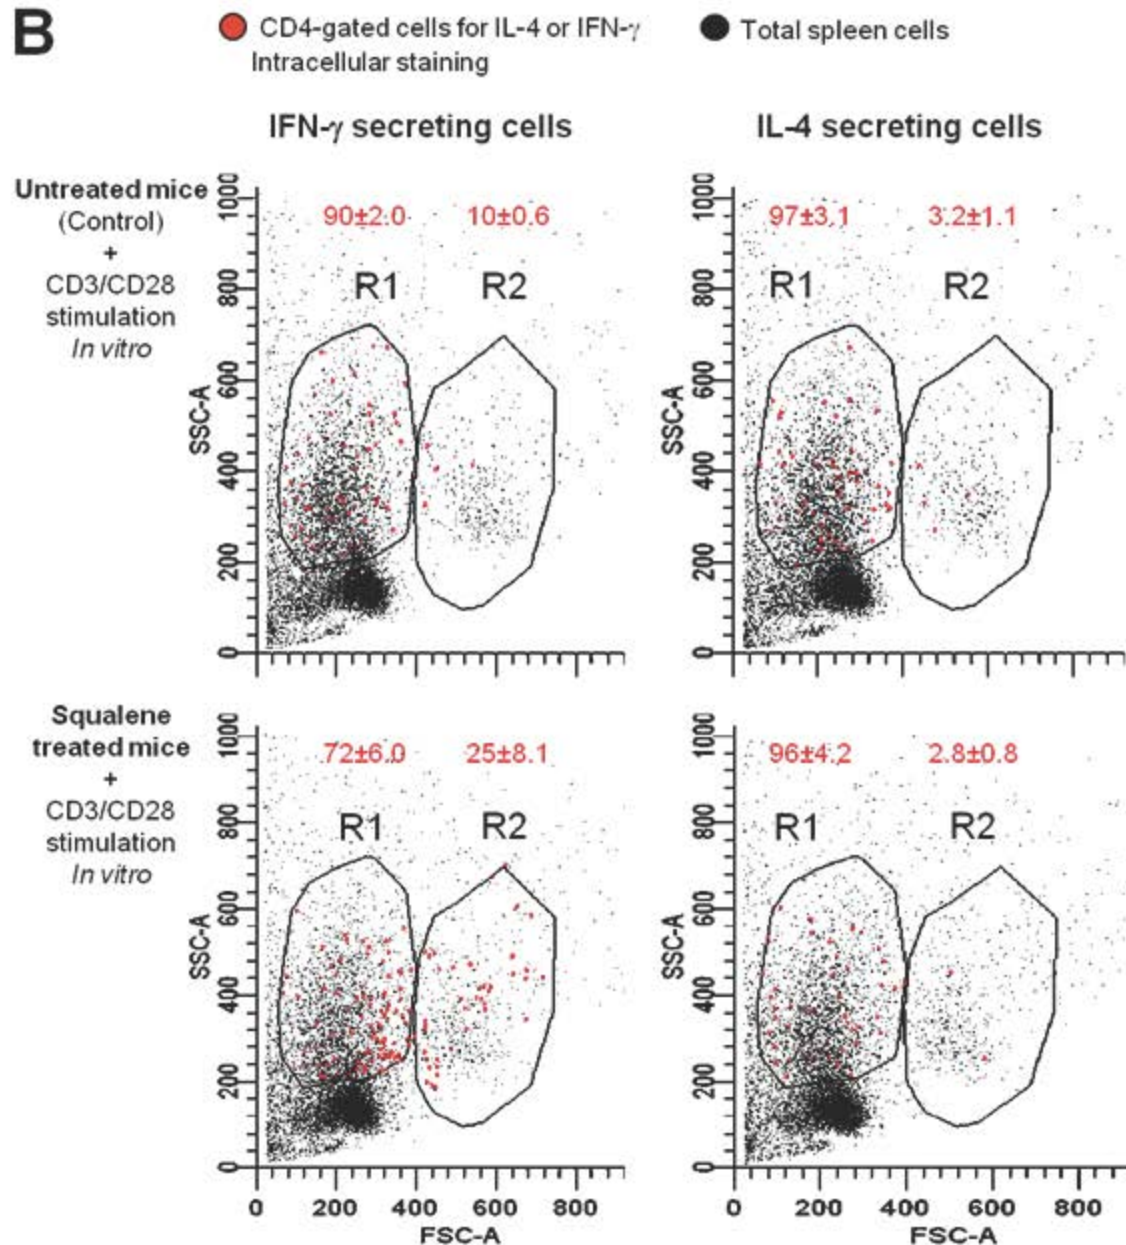 B
CD4-gated cells for IL-4 or IFN-γ
Intracellular staining
Total spleen cells
IFN-γ secreting cells
IL-4 secreting cells
Untreated mice
(Control)
+
CD3/CD28
stimulation
In vitro
SSC-A
1000
800
600
400
200
0
90±2.0
10±0.6
R1
R2
SSC-A
1000
800
600
400
200
0
97±3.1
3.2±1.1
R1
R2
Squalene
treated mice
+
CD3/CD28
stimulation
In vitro
SSC-A
1000
800
600
400
200
0
72±6.0
25±8.1
R1
R2
0 200 400 600 800
FSC-A
SSC-A
1000
800
600
400
200
0
96±4.2
2.8±0.8
R1
R2
0 200 400 600 800
FSC-A